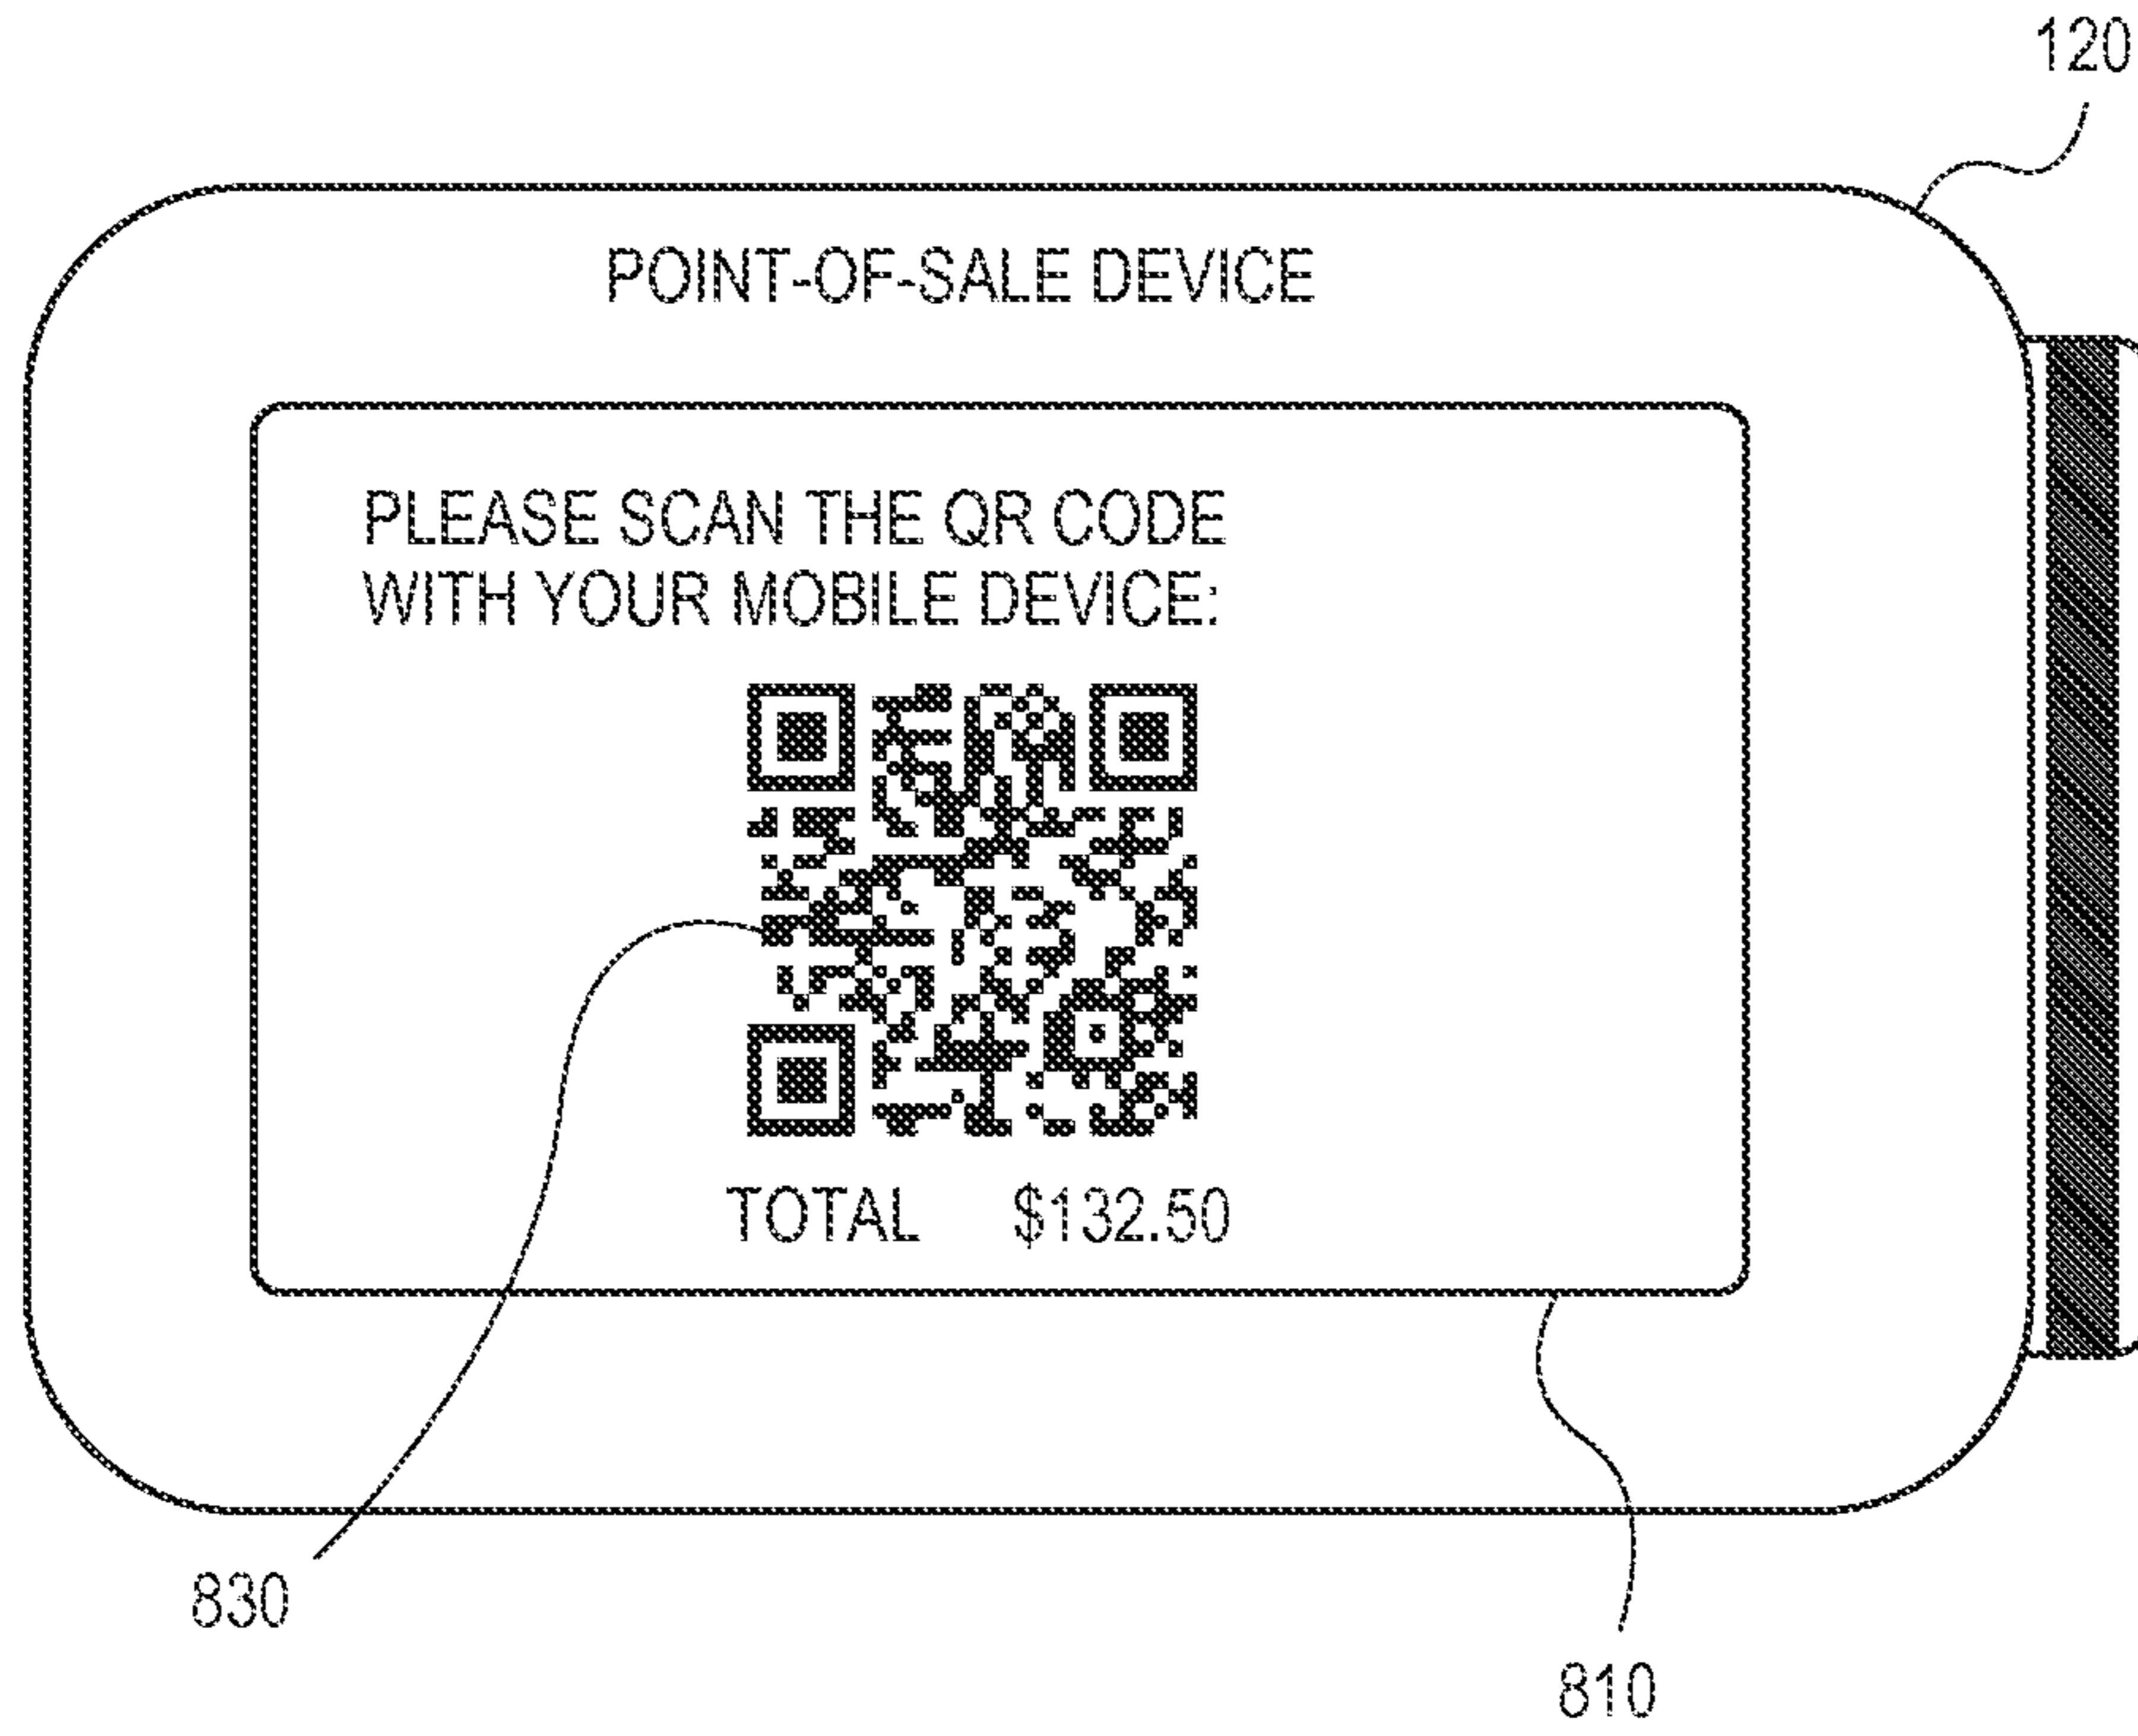 120
POINT-OF-SALE DEVICE
PLEASE SCAN THE QR CODE
WITH YOUR MOBILE DEVICE:
TOTAL $132.50
830
810